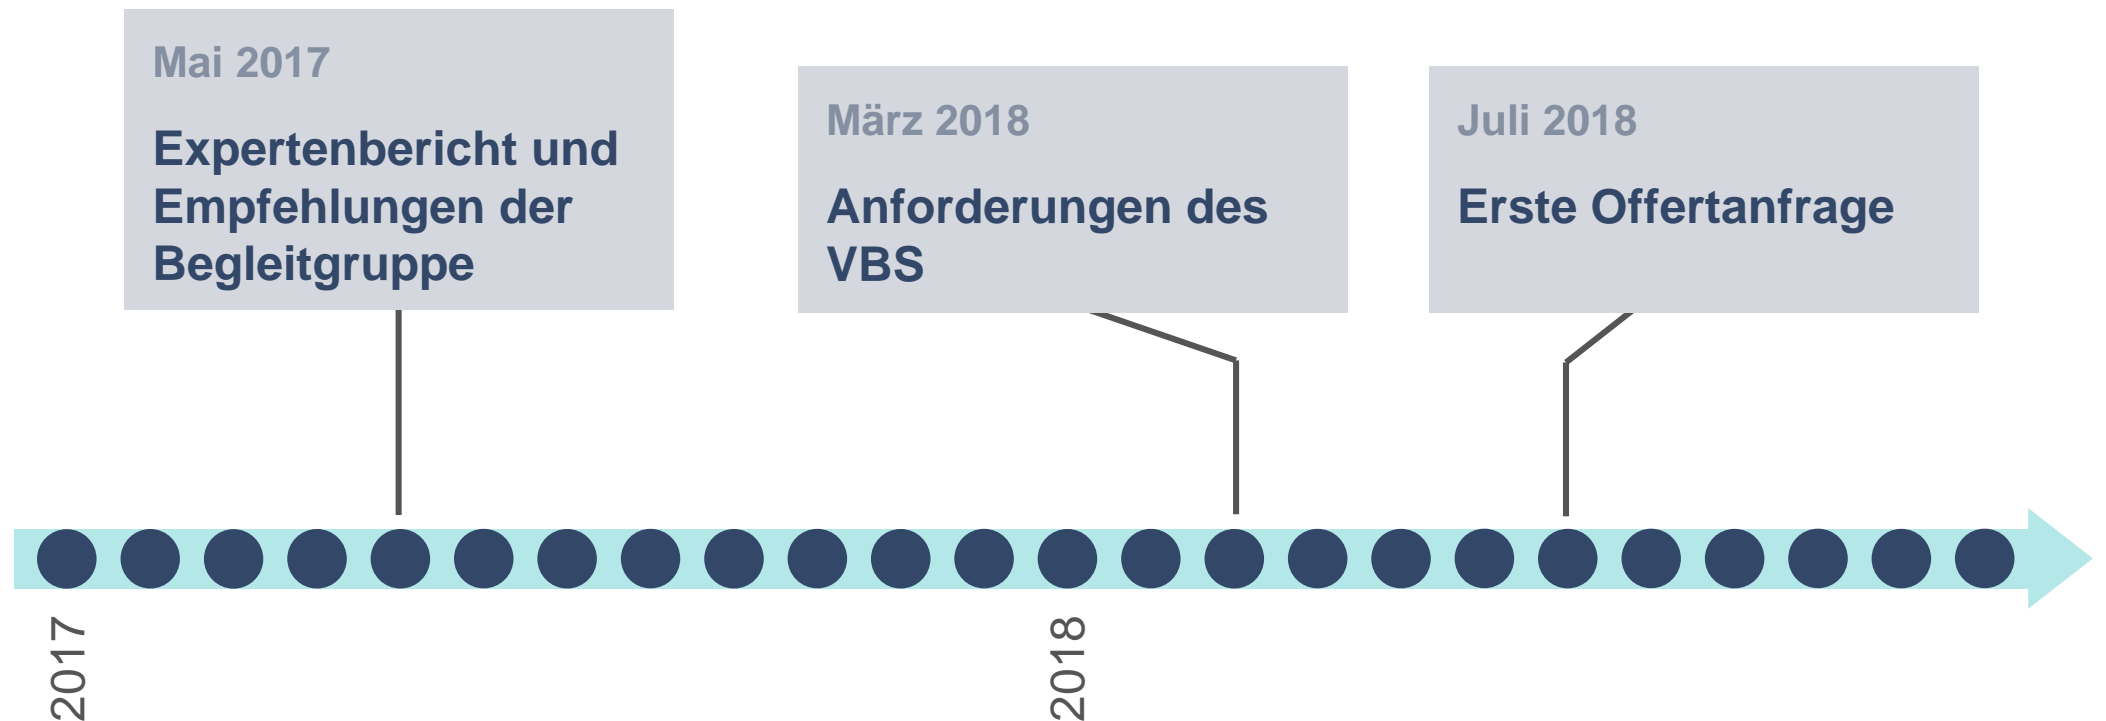 Mai 2017
Expertenbericht und
Empfehlungen der
Begleitgruppe
März 2018
Anforderungen des
VBS
Juli 2018
Erste Offertanfrage
2017
2018